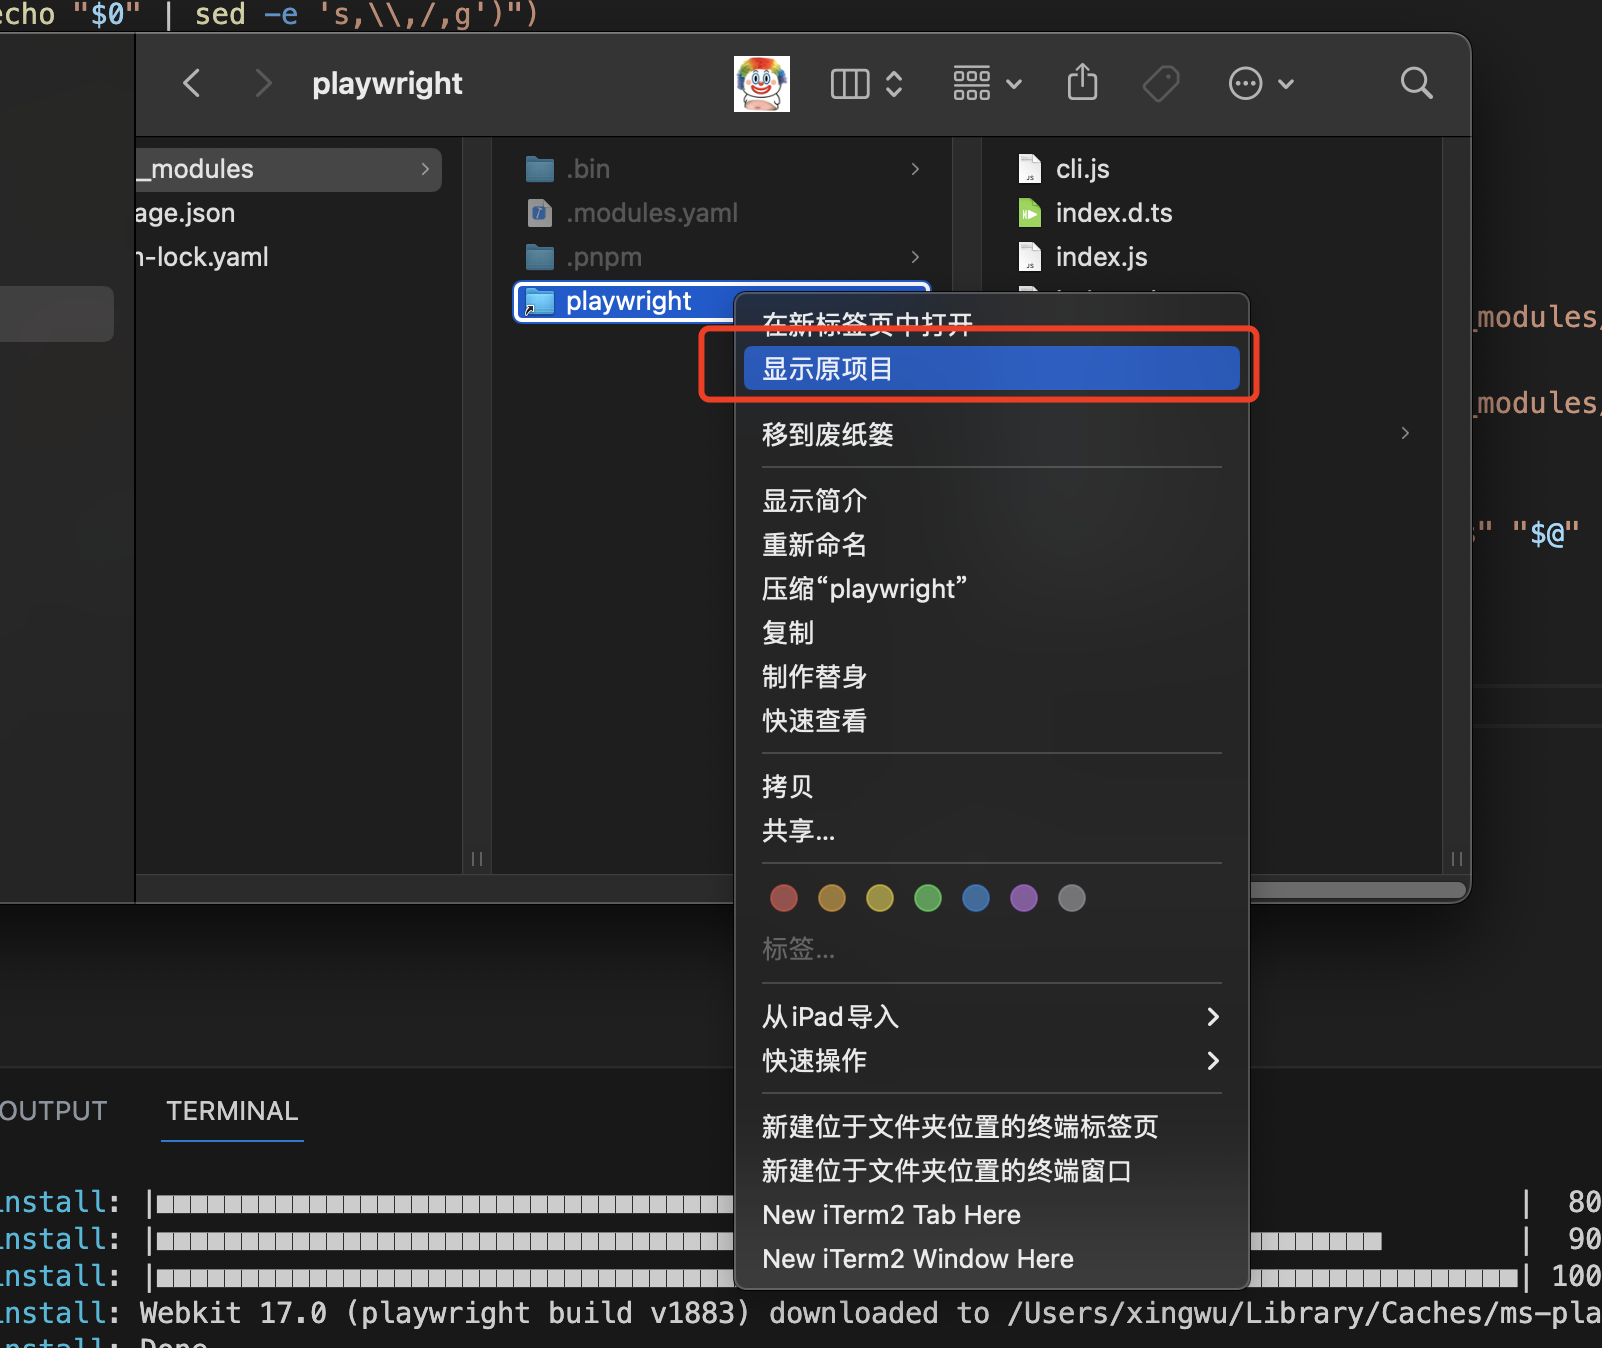 echo "$0" | sed -e 's,\\,/,g')")
playwright
_modules
age.json
-lock.yaml
.bin
.modules.yaml
.pnpm
playwright
cli.js
index.d.ts
index.js
在新标签页中打开
显示原项目
移到废纸篓
显示简介
重新命名
压缩“playwright”
复制
制作替身
快速查看
拷贝
共享...
标签...
从iPad导入
快速操作
新建位于文件夹位置的终端标签页
新建位于文件夹位置的终端窗口
New iTerm2 Tab Here
New iTerm2 Window Here
_modules/
_modules/
" "$@"
OUTPUT
TERMINAL
install: | | 80
install: | | 90
install: | | 100
install: Webkit 17.0 (playwright build v1883) downloaded to /Users/xingwu/Library/Caches/ms-pla
install: Done